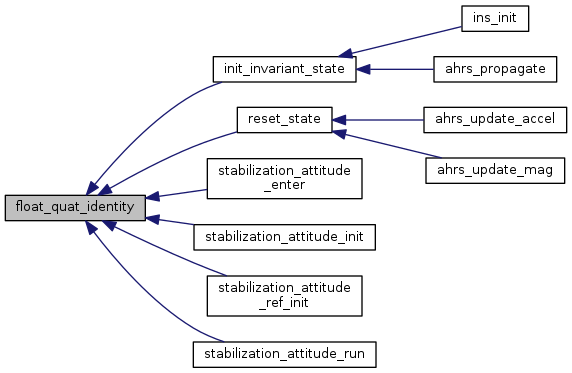 ins_init
init_invariant_state
ahrs_propagate
reset_state
ahrs_update_accel
ahrs_update_mag
stabilization_attitude
_enter
float_quat_identity
stabilization_attitude_init
stabilization_attitude
_ref_init
stabilization_attitude_run